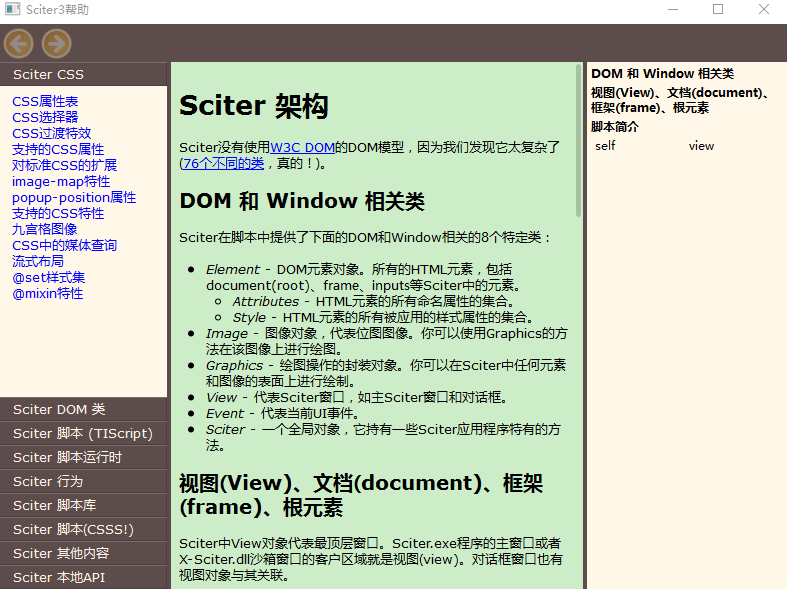 Sciter3帮助
Sciter CSS
CSS属性表
CSS选择器
CSS过渡特效
支持的CSS属性
对标准CSS的扩展
image-map特性
popup-position属性
支持的CSS特性
九宫格图像
CSS中的媒体查询
流式布局
@set样式集
@mixin特性
Sciter DOM 类
Sciter 脚本 (TIScript)
Sciter 脚本运行时
Sciter 行为
Sciter 脚本库
Sciter 脚本(CSSS!)
Sciter 其他内容
Sciter 本地API
Sciter 架构
Sciter没有使用W3C DOM的DOM模型，因为我们发现它太复杂了
(76个不同的类，真的！)。
DOM 和 Window 相关类
Sciter在脚本中提供了下面的DOM和Window相关的8个特定类：
Element - DOM元素对象。所有的HTML元素，包括
document(root)、frame、inputs等Sciter中的元素。
Attributes - HTML元素的所有命名属性的集合。
Style - HTML元素的所有被应用的样式属性的集合。
Image - 图像对象，代表位图图像。你可以使用Graphics的方
法在该图像上进行绘图。
Graphics - 绘图操作的封装对象。你可以在Sciter中任何元素
和图像的表面上进行绘制。
View - 代表Sciter窗口，如主Sciter窗口和对话框。
Event - 代表当前UI事件。
Sciter - 一个全局对象，它持有一些Sciter应用程序特有的方
法。
视图(View)、文档(document)、框架
(frame)、根元素
Sciter中View对象代表最顶层窗口。Sciter.exe程序的主窗口或者
X-Sciter.dll沙箱窗口的客户区域就是视图(view)。对话框窗口也有
视图对象与其关联。
DOM 和 Window 相关类
视图(View)、文档(document)、
框架(frame)、根元素
脚本简介
self view